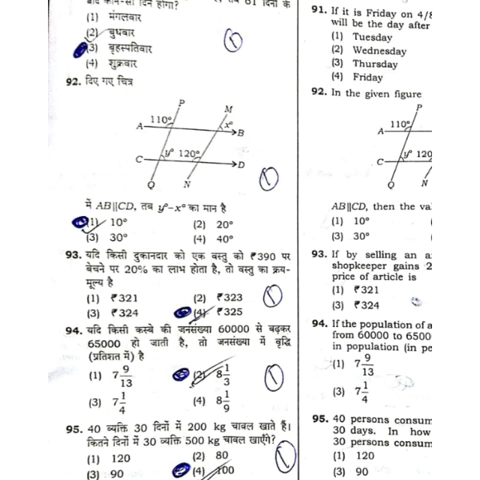 यदि कौन-सा दिन होगा?
61 दिनों के
(1) मंगलवार
(2) बुधवार
(3) बृहस्पतिवार
(4) शुक्रवार
1
92. दिए गए चित्र
P
M
110°
x°
A
B
y°
120°
C
D
Q
N
1
में AB||CD, तब y°-x° का मान है
(1) 10°
(2) 20°
(3) 30°
(4) 40°
93. यदि किसी दुकानदार को एक वस्तु को ₹390 पर
बेचने पर 20% का लाभ होता है, तो वस्तु का क्रय-
मूल्य है
(1) ₹321
(2) ₹323
(3) ₹324
(4) ₹325
1
94. यदि किसी कस्बे की जनसंख्या 60000 से बढ़कर
65000 हो जाती है, तो जनसंख्या में वृद्धि
(प्रतिशत में) है
(1) 7 9/13
(2) 8 1/3
(3) 7 1/4
(4) 8 1/9
1
95. 40 व्यक्ति 30 दिनों में 200 kg चावल खाते हैं।
कितने दिनों में 30 व्यक्ति 500 kg चावल खाएँगे?
(1) 120
(2) 80
(3) 90
(4) 100
1
91. If it is Friday on 4/
will be the day after
(1) Tuesday
(2) Wednesday
(3) Thursday
(4) Friday
92. In the given figure
P
110°
A
y°
120
C
Q
N
AB||CD, then the va
(1) 10°
(3) 30°
93. If by selling an a
shopkeeper gains 2
price of article is
(1) ₹321
(3) ₹324
94. If the population of a
from 60000 to 6500
in population (in pe
(1) 7 9/13
(3) 7 1/4
95. 40 persons consum
30 days. In how
30 persons consum
(1) 120
(3) 90